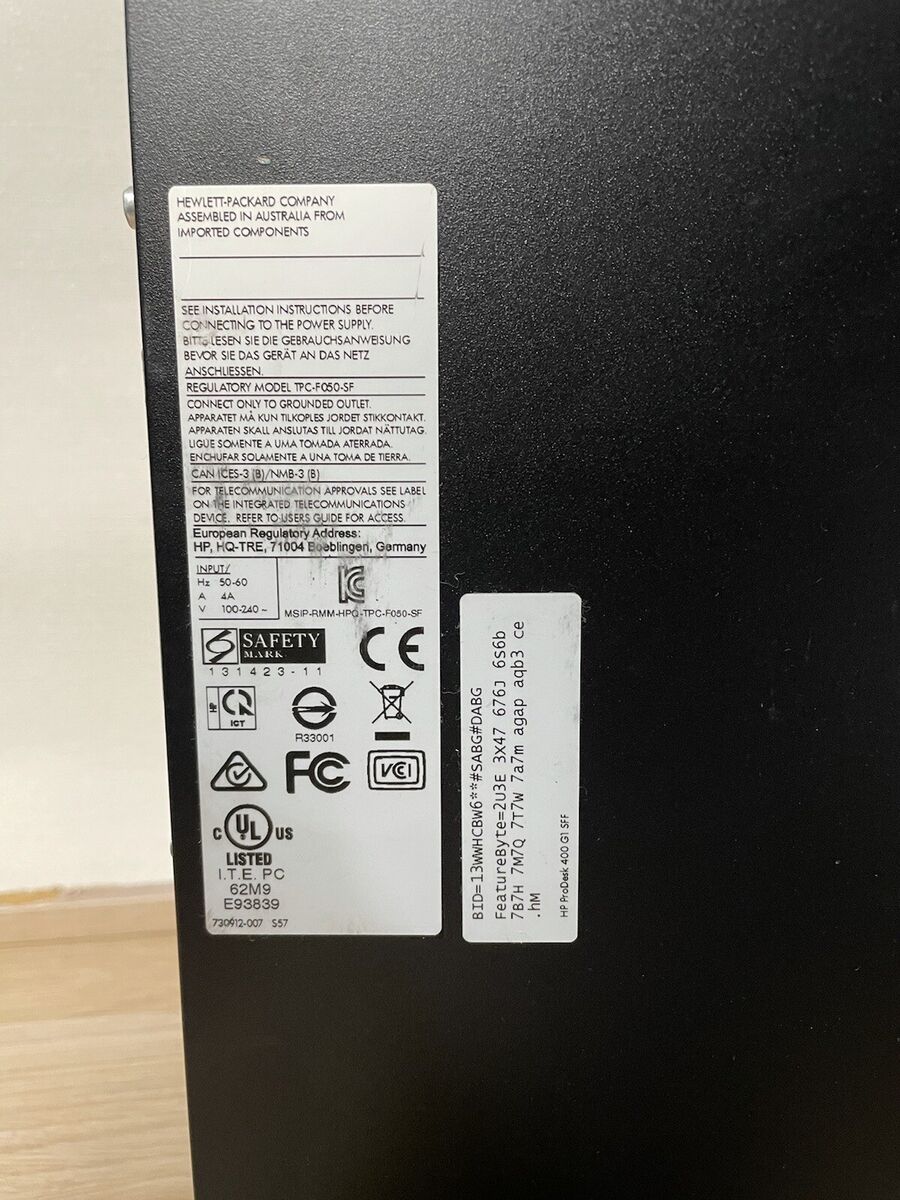 HEWLETT-PACKARD COMPANY
ASSEMBLED IN AUSTRALIA FROM
IMPORTED COMPONENTS
SEE INSTALLATION INSTRUCTIONS BEFORE
CONNECTING TO THE POWER SUPPLY.
BITTE LESEN SIE DIE GEBRAUCHSANWEISUNG
BEVOR SIE DAS GERÄT AN DAS NETZ
ANSCHLIESSEN.
REGULATORY MODEL TPC-F050-SF
CONNECT ONLY TO GROUNDED OUTLET.
APPARATET MÅ KUN TILKOPLES JORDET STIKKONTAKT.
APPARATEN SKALL ANSLUTAS TILL JORDAT NÄTTUTAG.
LIGUE SOMENTE A UMA TOMADA ATERRADA.
ENCHUFAR SOLAMENTE A UNA TOMA DE TIERRA.
CAN ICES-3 (B)/NMB-3 (B)
FOR TELECOMMUNICATION APPROVALS SEE LABEL
ON THE INTEGRATED TELECOMMUNICATIONS
DEVICE. REFER TO USERS GUIDE FOR ACCESS.
European Regulatory Address:
HP, HQ-TRE, 71004 Boeblingen, Germany
INPUT/
Hz 50-60
A 4A
V 100-240~
MSIP-RMM-HPQ-TPC-F050-SF
SAFETY
MARK
131423-11
CE
HP
ICT
R33001
FC
VCI
C UL US
LISTED
I.T.E. PC
62M9
E93839
730912-007 S57
BID=13WWHCBW6**#SABG#DABG
FeatureByte=2U3E 3X47 676J 6S6b
7B7H 7M7Q 7T7W 7a7m agap aqb3 ce
.hM
HP ProDesk 400 G1 SFF